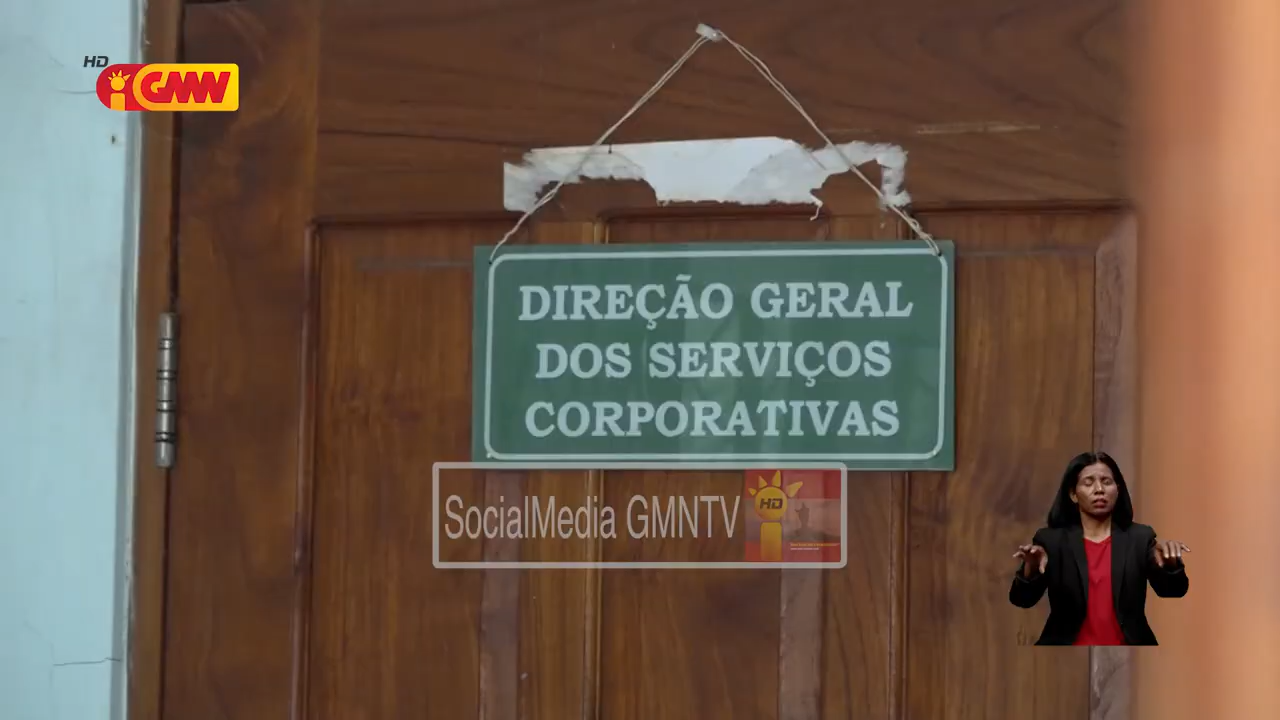 HD
GMN
DIREÇÃO GERAL
DOS SERVIÇOS
CORPORATIVAS
SocialMedia GMNTV
HD